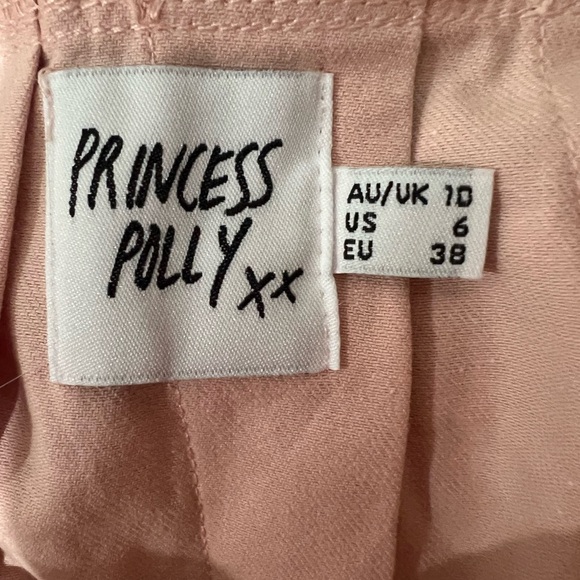 PRINCESS
POLLY xx
AU/UK 10
US 6
EU 38